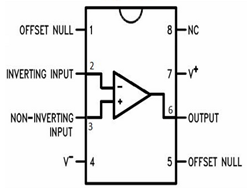 OFFSET NULL 1 8 NC
INVERTING INPUT 2 7 V+
- +
NON-INVERTING INPUT 3 6 OUTPUT
V- 4 5 OFFSET NULL